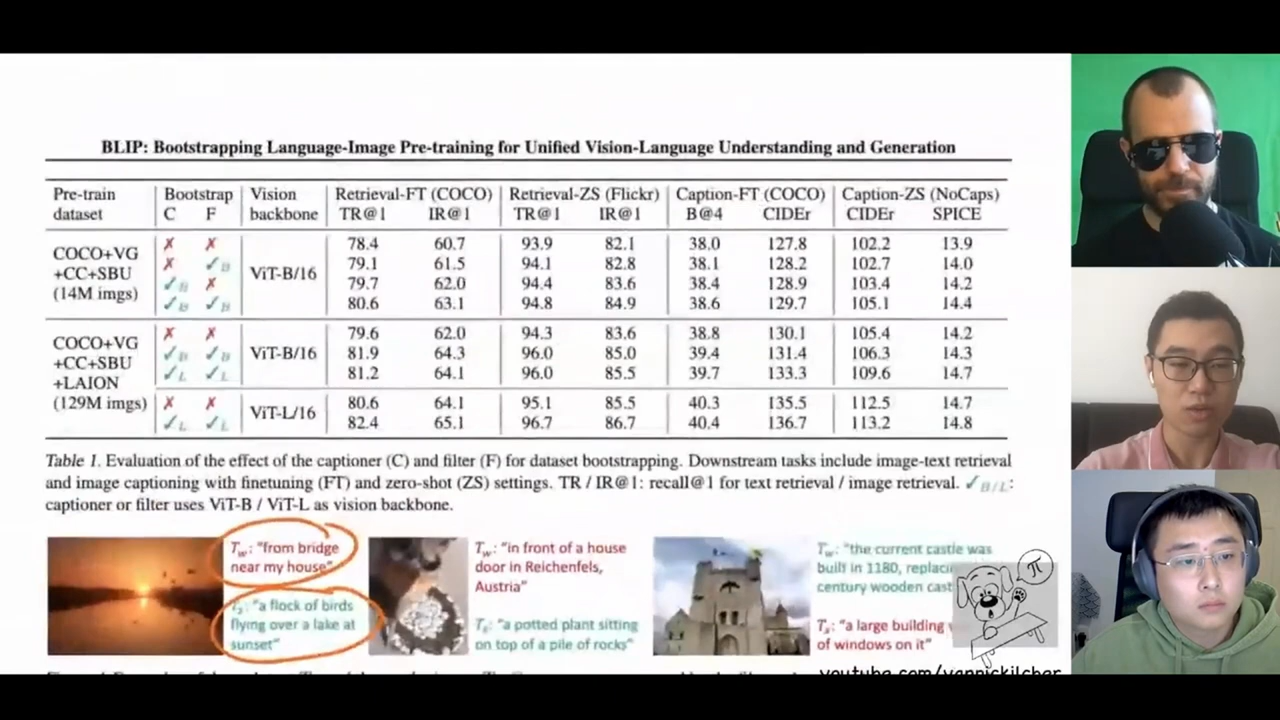 BLIP: Bootstrapping Language-Image Pre-training for Unified Vision-Language Understanding and Generation
Pre-train dataset Bootstrap C F Vision backbone Retrieval-FT (COCO) TR@1 IR@1 Retrieval-ZS (Flickr) TR@1 IR@1 Caption-FT (COCO) B@4 CIDEr Caption-ZS (NoCaps) CIDEr SPICE
COCO+VG
+CC+SBU
(14M imgs)
ViT-B/16
✗ ✗ 78.4 60.7 93.9 82.1 38.0 127.8 102.2 13.9
✗ ✓B 79.1 61.5 94.1 82.8 38.1 128.2 102.7 14.0
✓B ✗ 79.7 62.0 94.4 83.6 38.4 128.9 103.4 14.2
✓B ✓B 80.6 63.1 94.8 84.9 38.6 129.7 105.1 14.4
COCO+VG
+CC+SBU
+LAION
(129M imgs)
ViT-B/16
✗ ✗ 79.6 62.0 94.3 83.6 38.8 130.1 105.4 14.2
✓B ✓B 81.9 64.3 96.0 85.0 39.4 131.4 106.3 14.3
✓L ✓L 81.2 64.1 96.0 85.5 39.7 133.3 109.6 14.7
ViT-L/16
✗ ✗ 80.6 64.1 95.1 85.5 40.3 135.5 112.5 14.7
✓L ✓L 82.4 65.1 96.7 86.7 40.4 136.7 113.2 14.8
Table 1. Evaluation of the effect of the captioner (C) and filter (F) for dataset bootstrapping. Downstream tasks include image-text retrieval
and image captioning with finetuning (FT) and zero-shot (ZS) settings. TR / IR@1: recall@1 for text retrieval / image retrieval. ✓B/L:
captioner or filter uses ViT-B / ViT-L as vision backbone.
Tw: "from bridge
near my house"
Ts: "a flock of birds
flying over a lake at
sunset"
Tw: "in front of a house
door in Reichenfels,
Austria"
Ts: "a potted plant sitting
on top of a pile of rocks"
Tw: "the current castle was
built in 1180,
century wooden
Ts: "a large building
of windows on it"
π
youtube.com/yannickilcher